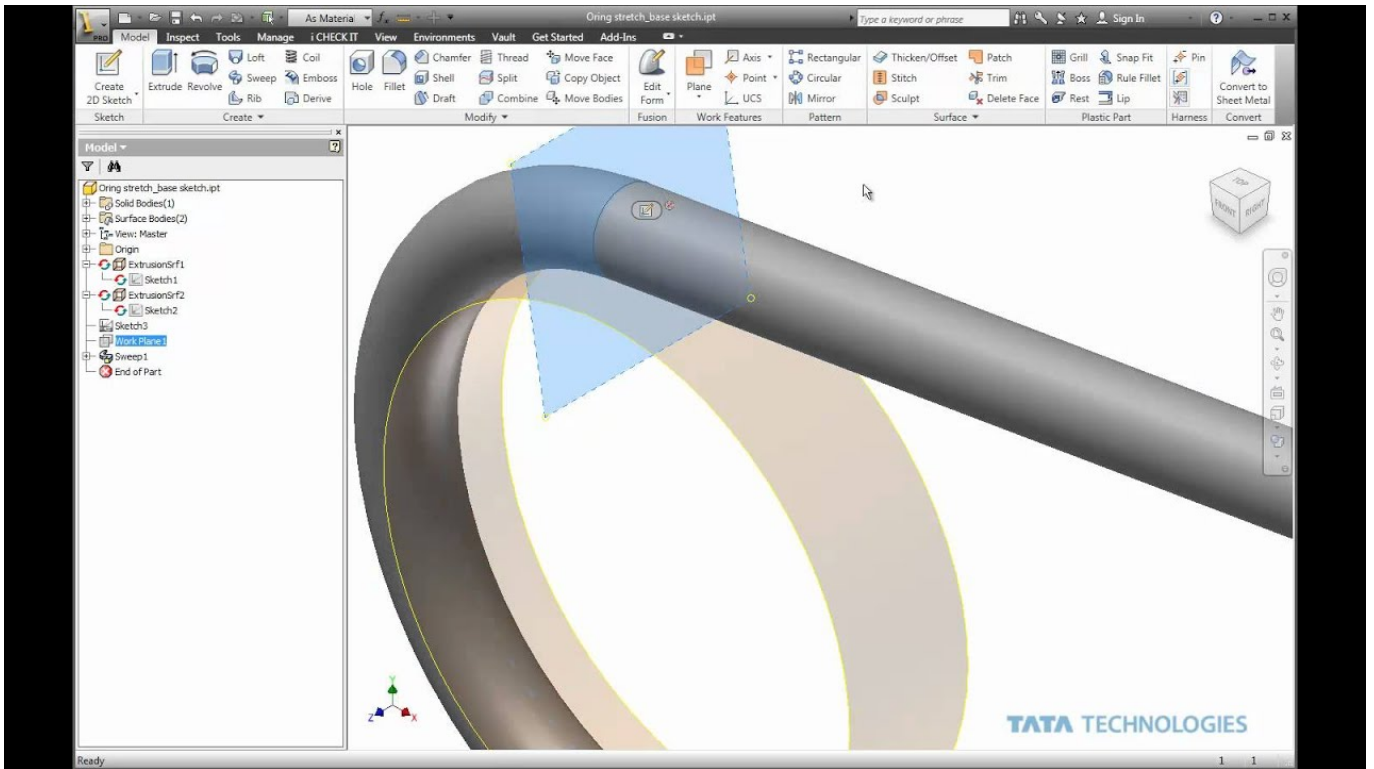 As Material
Oring stretch_base sketch.ipt
Type a keyword or phrase
Sign In
PRO
Model Inspect Tools Manage i CHECK IT View Environments Vault Get Started Add-Ins
Loft Coil Chamfer Thread Move Face Axis Rectangular Thicken/Offset Patch Grill Snap Fit Pin
Create Extrude Revolve Sweep Emboss Hole Fillet Shell Split Copy Object Edit Plane Point Circular Stitch Trim Boss Rule Fillet Convert to
2D Sketch Rib Derive Draft Combine Move Bodies Form UCS Mirror Sculpt Delete Face Rest Lip Sheet Metal
Sketch Create Modify Fusion Work Features Pattern Surface Plastic Part Harness Convert
Model
Oring stretch_base sketch.ipt
Solid Bodies(1)
Surface Bodies(2)
View: Master
Origin
ExtrusionSrf1
Sketch1
ExtrusionSrf2
Sketch2
Sketch3
Work Plane1
Sweep1
End of Part
TOP
FRONT RIGHT
Y
Z X
TATA TECHNOLOGIES
Ready
1 1